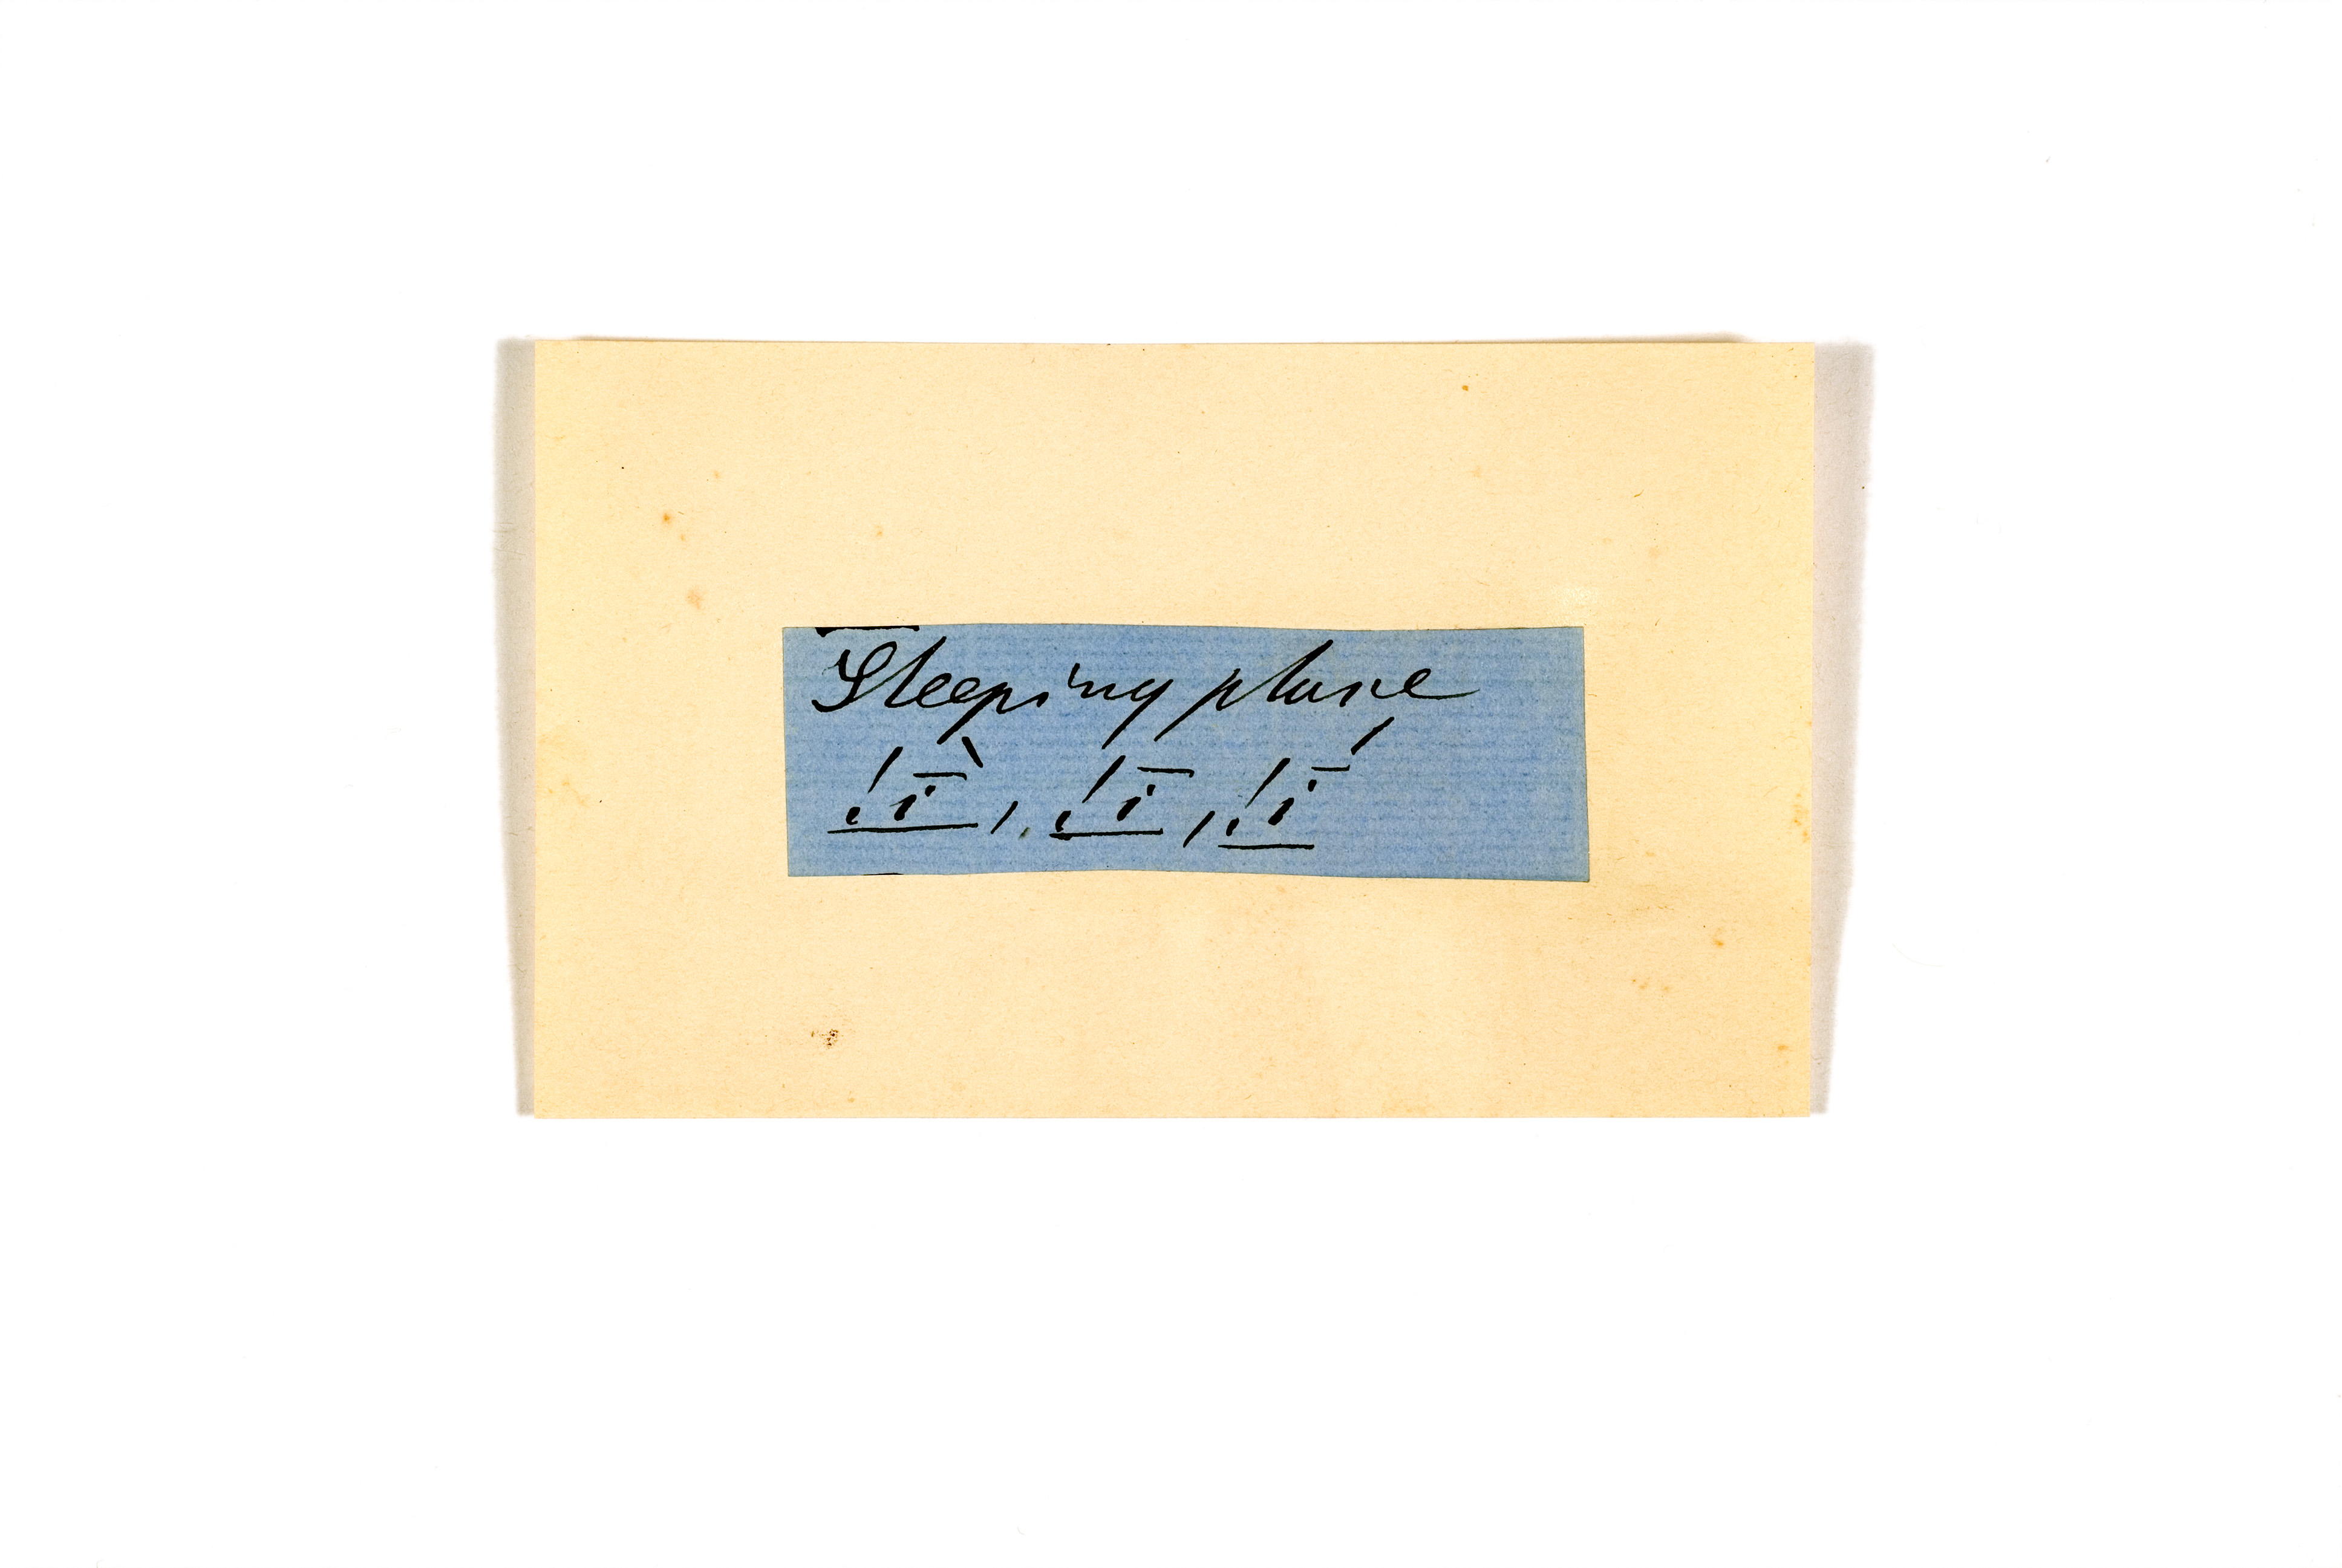 Sleeping place
!ī ̀, !ī, !ī ́